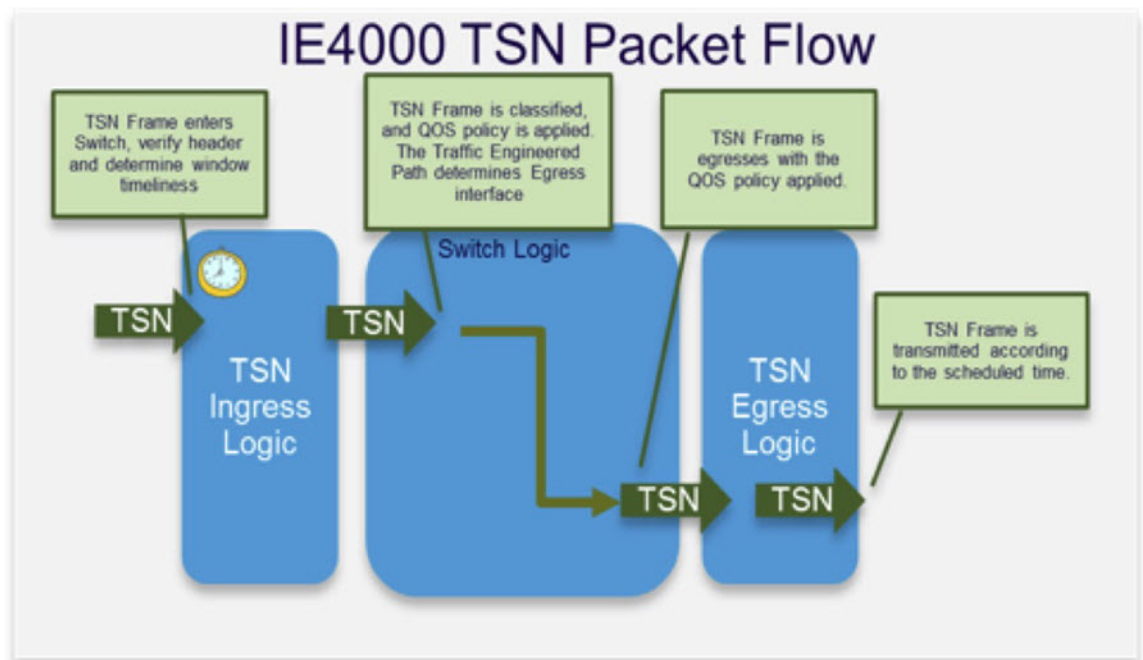 IE4000 TSN Packet Flow
TSN Frame enters
Switch, verify header
and determine window
timeliness
TSN Frame is classified,
and QOS policy is applied.
The Traffic Engineered
Path determines Egress
interface
TSN Frame is
egresses with the
QOS policy applied.
Switch Logic
TSN
TSN
TSN Frame is
transmitted according
to the scheduled time.
TSN
Ingress
Logic
TSN
Egress
Logic
TSN
TSN